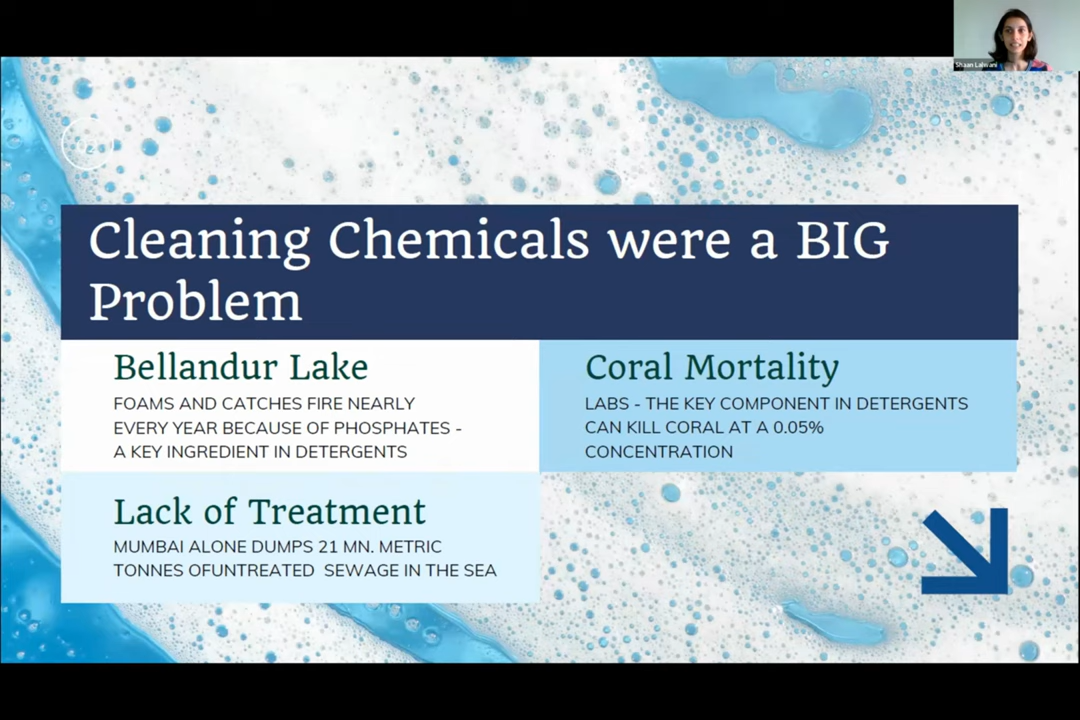 Shaan Lalwani
Cleaning Chemicals were a BIG
Problem
Bellandur Lake
FOAMS AND CATCHES FIRE NEARLY
EVERY YEAR BECAUSE OF PHOSPHATES -
A KEY INGREDIENT IN DETERGENTS
Coral Mortality
LABS - THE KEY COMPONENT IN DETERGENTS
CAN KILL CORAL AT A 0.05%
CONCENTRATION
Lack of Treatment
MUMBAI ALONE DUMPS 21 MN. METRIC
TONNES OFUNTREATED  SEWAGE IN THE SEA